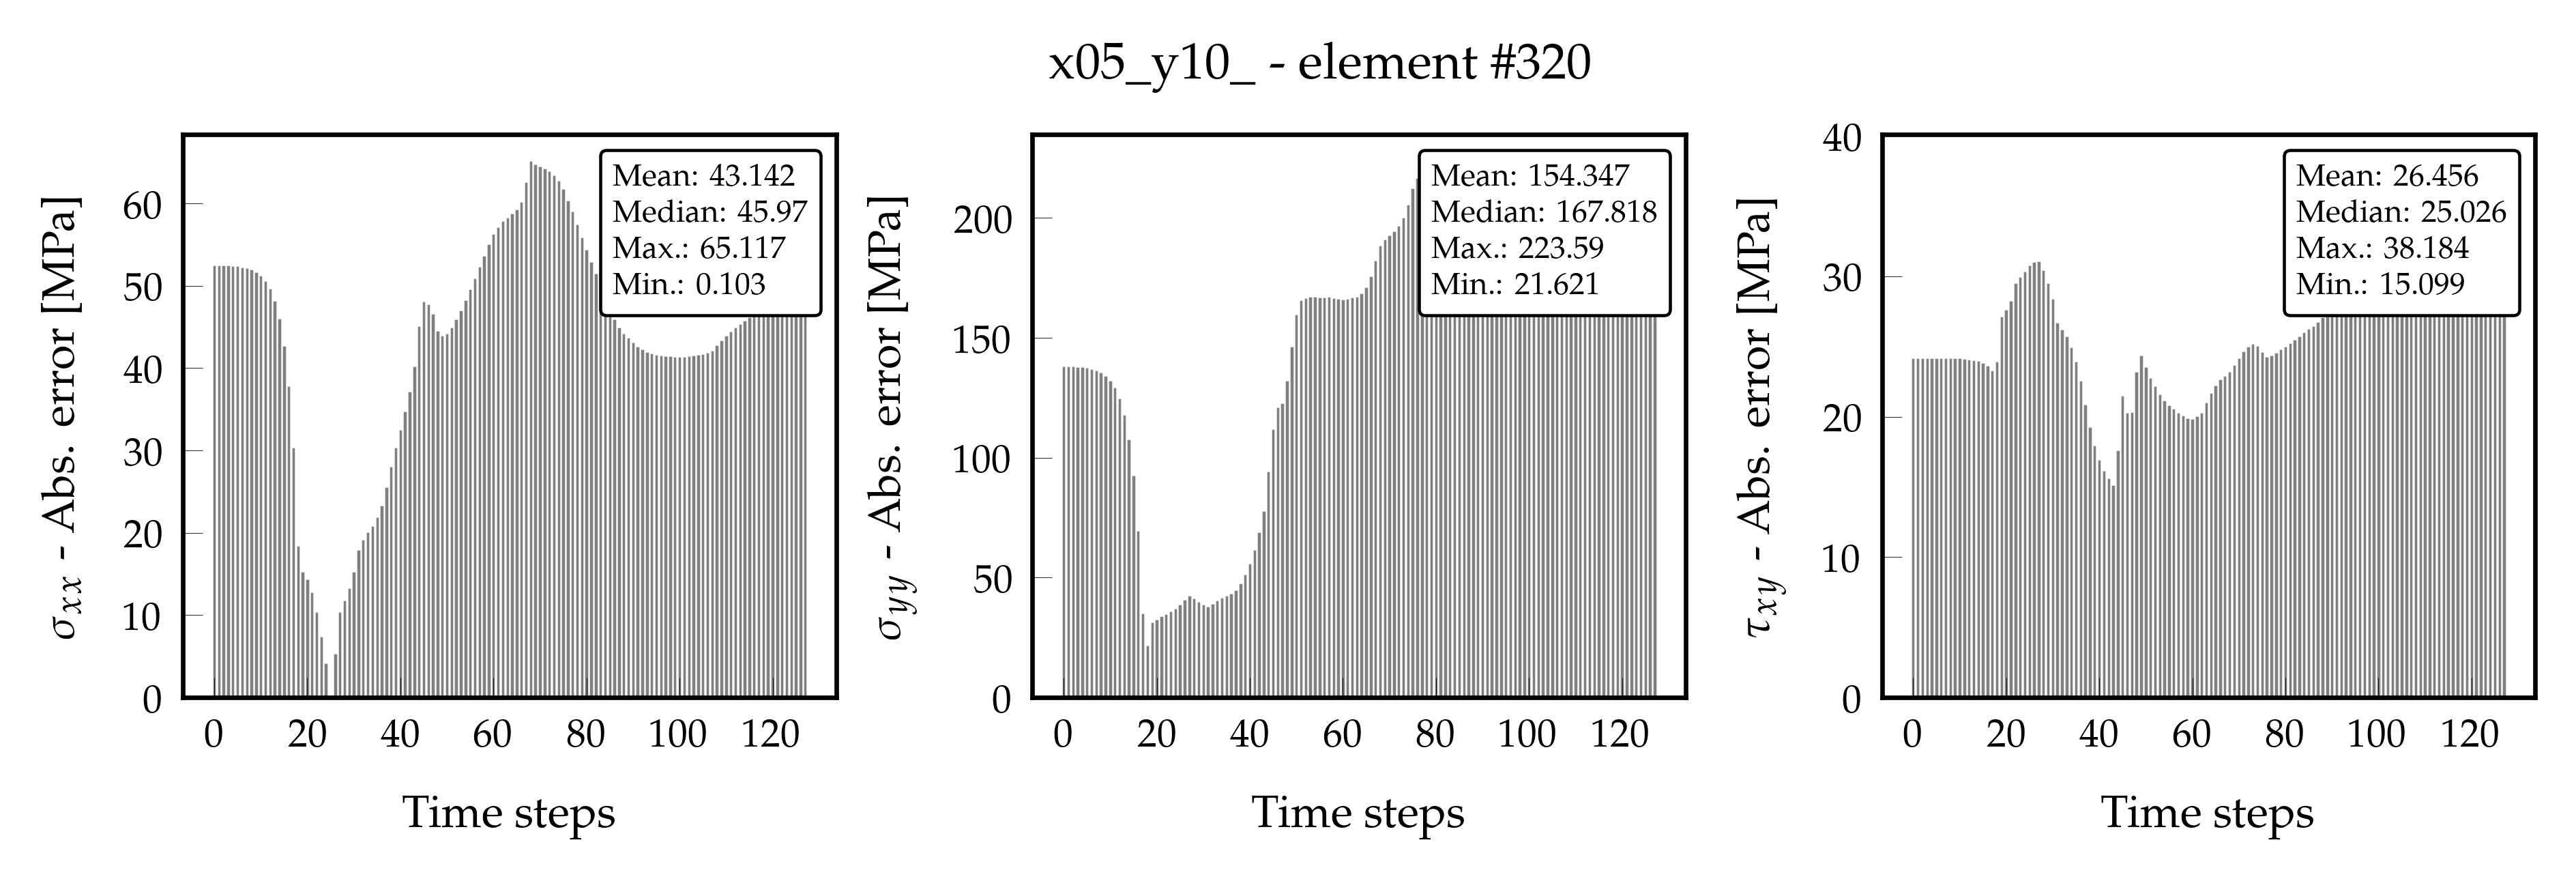 x05_y10_ - element #320
σxx - Abs. error [MPa]
60
50
40
30
20
10
0
Mean: 43.142
Median: 45.97
Max.: 65.117
Min.: 0.103
0 20 40 60 80 100 120
Time steps
σyy - Abs. error [MPa]
200
150
100
50
0
Mean: 154.347
Median: 167.818
Max.: 223.59
Min.: 21.621
0 20 40 60 80 100 120
Time steps
τxy - Abs. error [MPa]
40
30
20
10
0
Mean: 26.456
Median: 25.026
Max.: 38.184
Min.: 15.099
0 20 40 60 80 100 120
Time steps